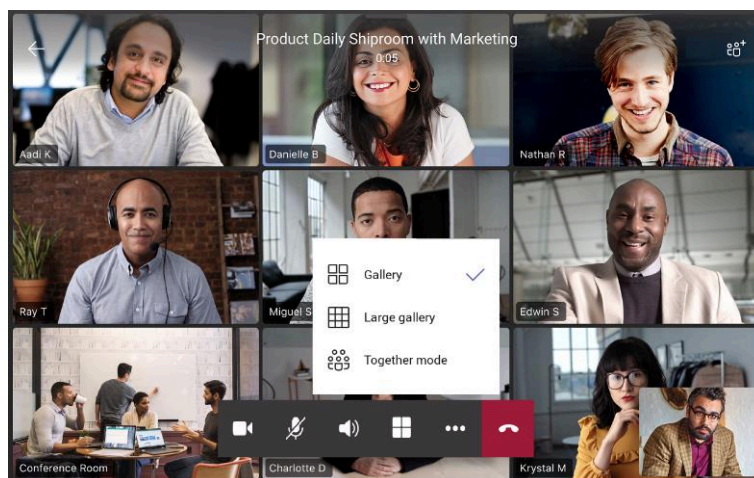 Product Daily Shiproom with Marketing
0:05
Aadi K
Danielle B
Nathan R
Ray T
Miguel S
Edwin S
Gallery
Large gallery
Together mode
Conference Room
Charlotte D
Krystal M